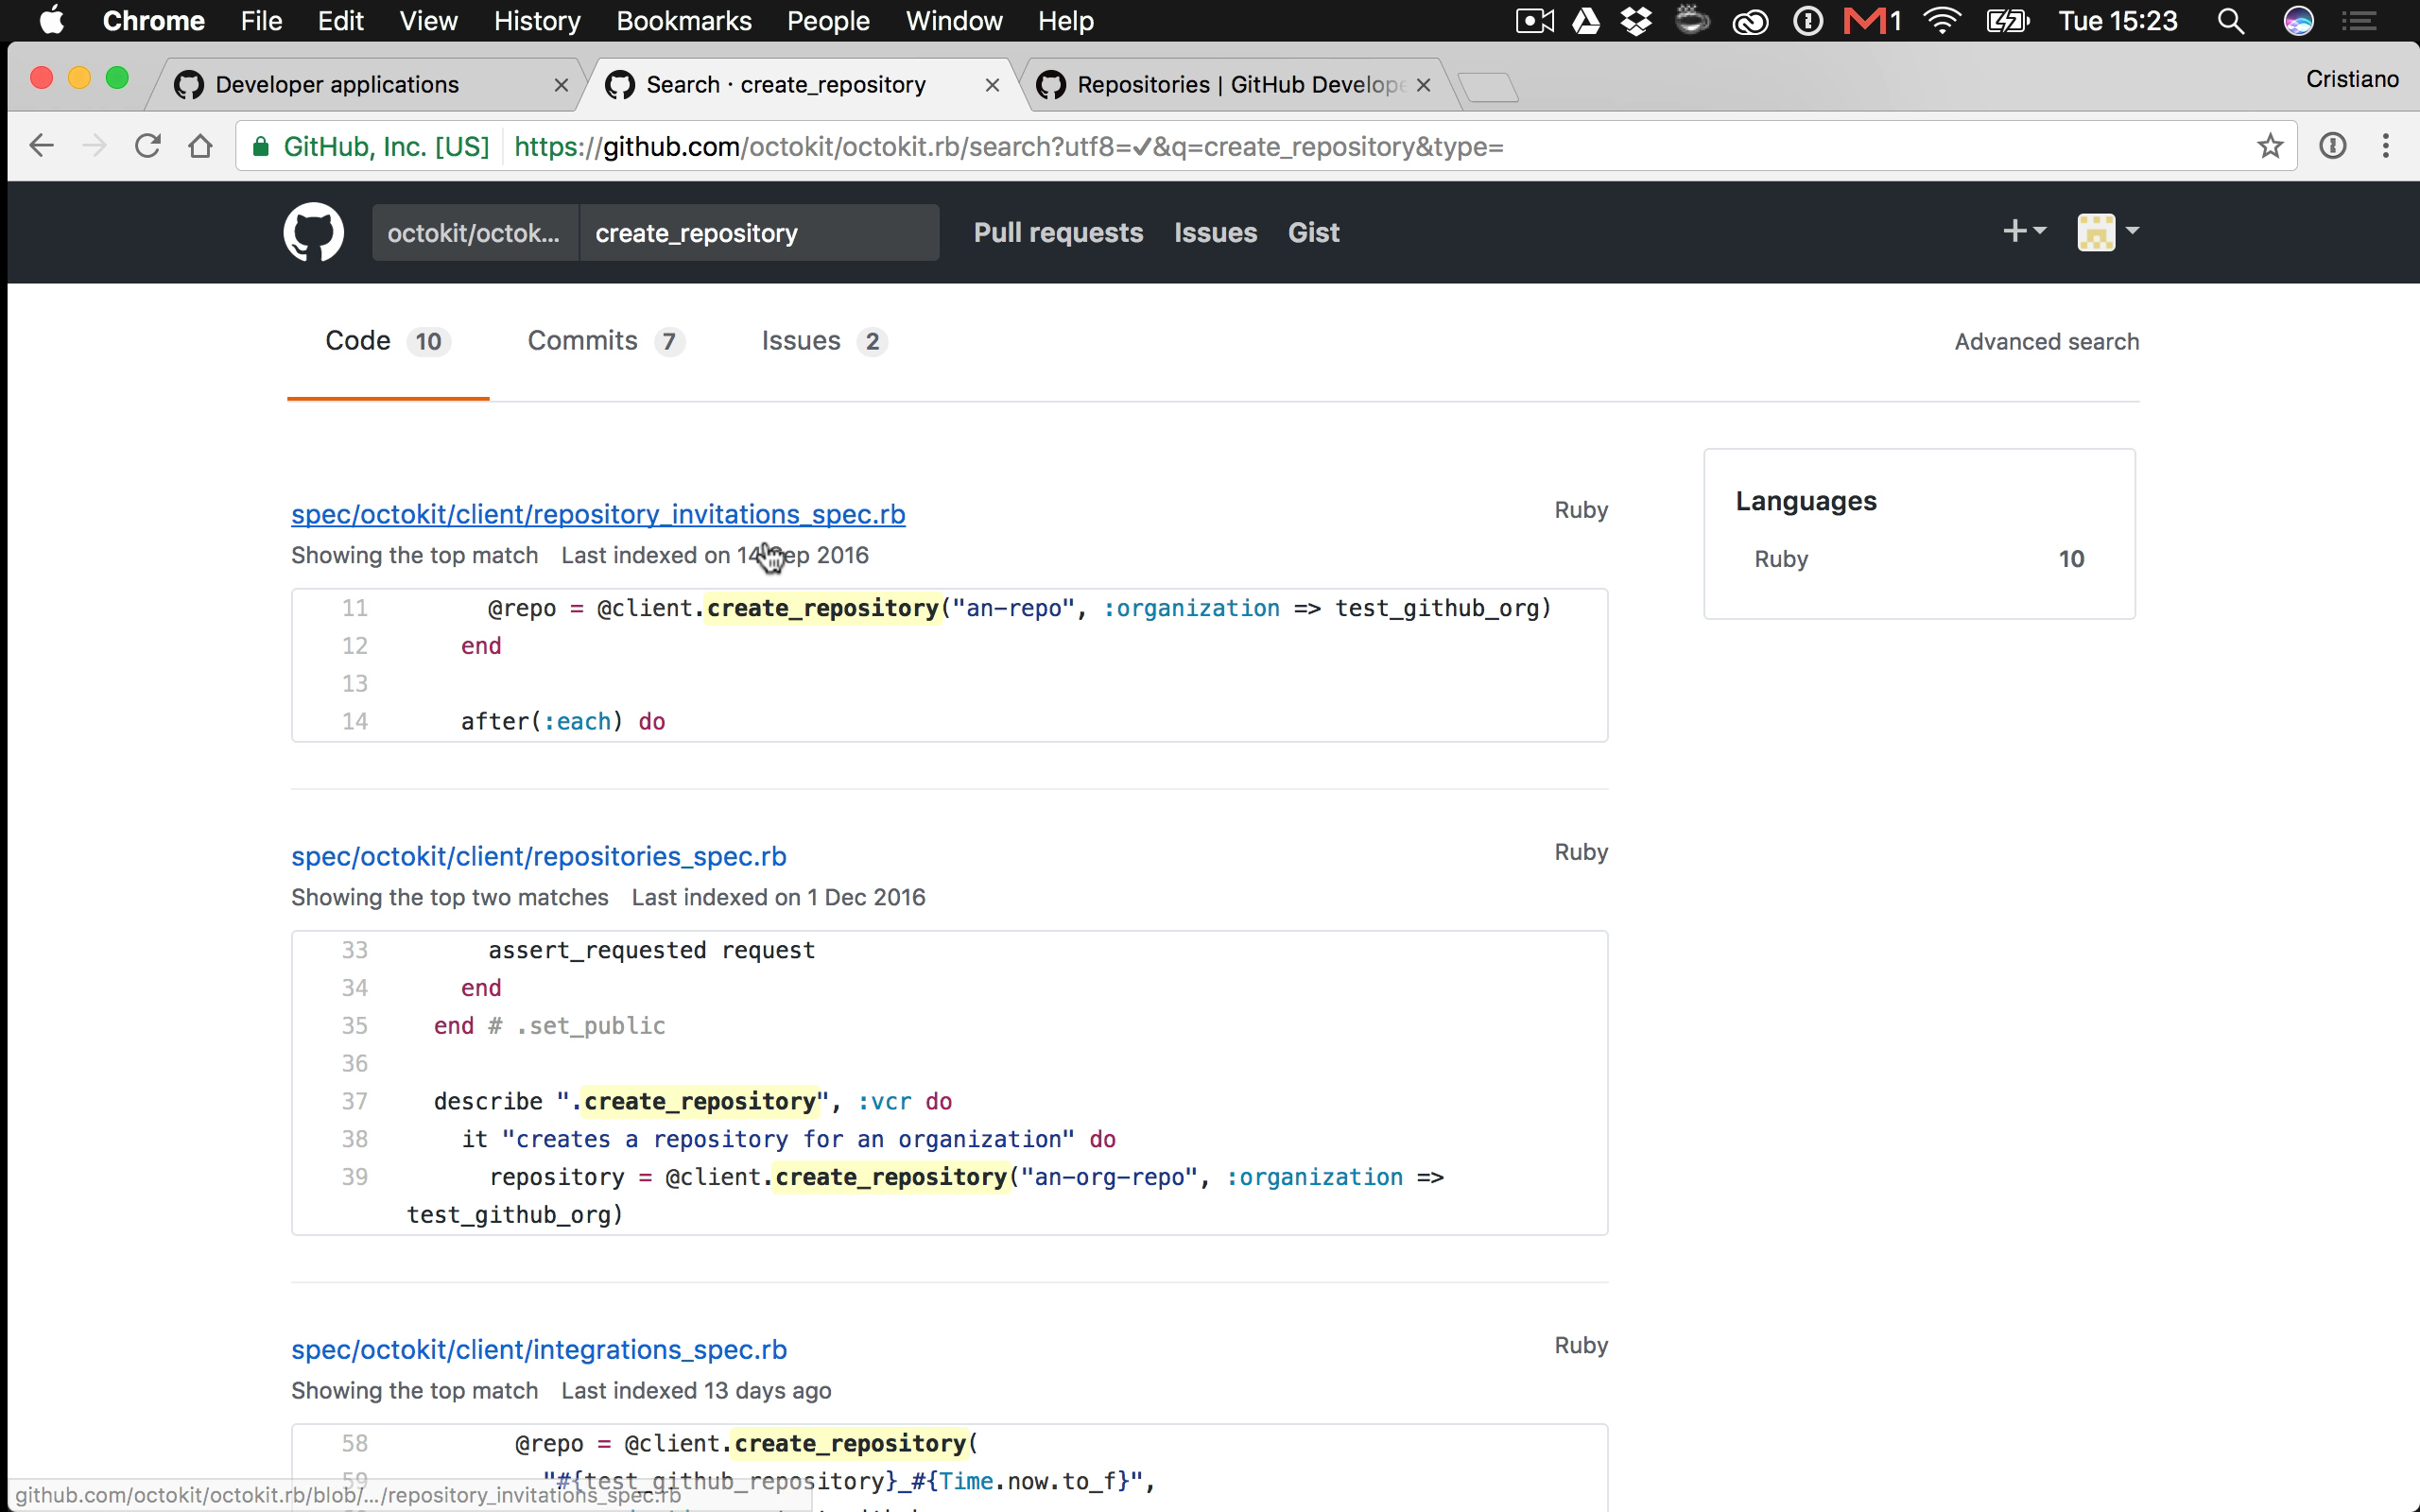 Chrome File Edit View History Bookmarks People Window Help 1 Tue 15:23
Developer applications Search · create_repository Repositories | GitHub Develope Cristiano
GitHub, Inc. [US] https://github.com/octokit/octokit.rb/search?utf8=✓&q=create_repository&type=
octokit/octok... create_repository Pull requests Issues Gist
Code 10 Commits 7 Issues 2 Advanced search
spec/octokit/client/repository_invitations_spec.rb Ruby
Showing the top match Last indexed on 14 Sep 2016
11 @repo = @client.create_repository("an-repo", :organization => test_github_org)
12 end
13
14 after(:each) do
Languages
Ruby 10
spec/octokit/client/repositories_spec.rb Ruby
Showing the top two matches Last indexed on 1 Dec 2016
33 assert_requested request
34 end
35 end # .set_public
36
37 describe ".create_repository", :vcr do
38 it "creates a repository for an organization" do
39 repository = @client.create_repository("an-org-repo", :organization =>
test_github_org)
spec/octokit/client/integrations_spec.rb Ruby
Showing the top match Last indexed 13 days ago
58 @repo = @client.create_repository(
59 "#{test_github_repository}_#{Time.now.to_f}",
github.com/octokit/octokit.rb/blob/.../repository_invitations_spec.rb